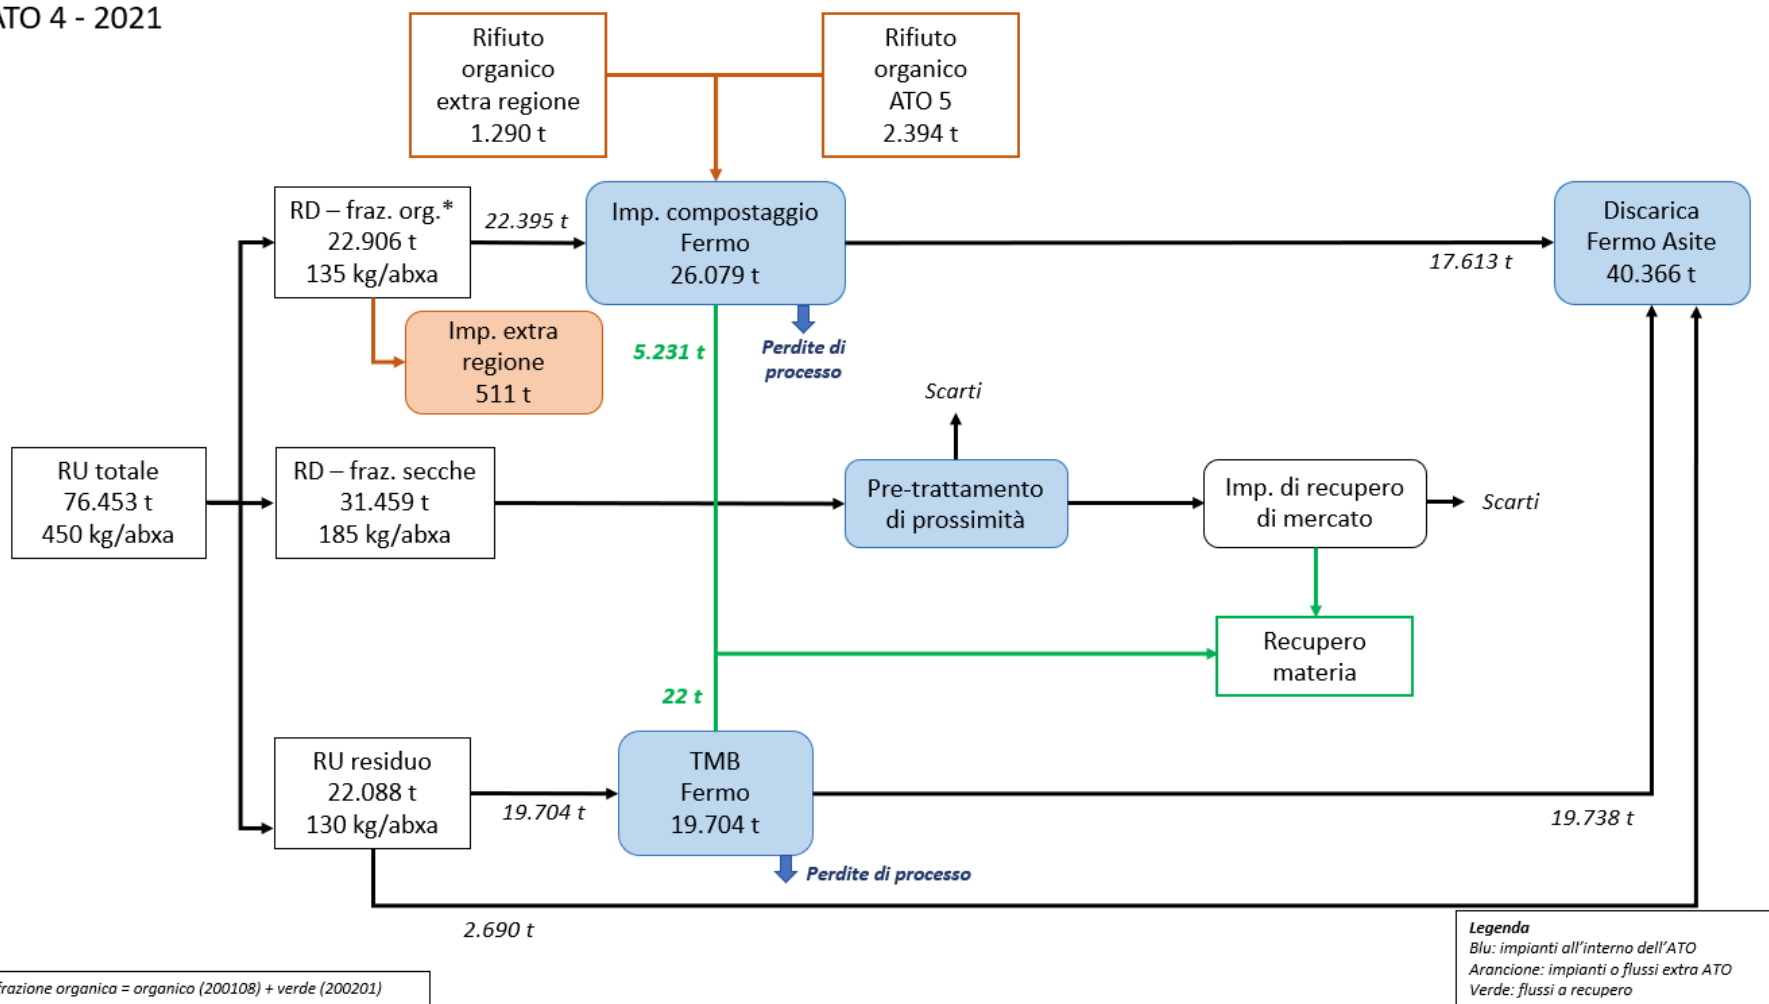 ATO 4 - 2021
Rifiuto
organico
extra regione
1.290 t
Rifiuto
organico
ATO 5
2.394 t
RD – fraz. org.*
22.906 t
135 kg/abxa
22.395 t
Imp. compostaggio
Fermo
26.079 t
17.613 t
Discarica
Fermo Asite
40.366 t
Imp. extra
regione
511 t
5.231 t
Perdite di
processo
Scarti
RU totale
76.453 t
450 kg/abxa
RD – fraz. secche
31.459 t
185 kg/abxa
Pre-trattamento
di prossimità
Imp. di recupero
di mercato
Scarti
Recupero
materia
22 t
RU residuo
22.088 t
130 kg/abxa
19.704 t
TMB
Fermo
19.704 t
19.738 t
Perdite di processo
2.690 t
Legenda
Blu: impianti all'interno dell'ATO
Arancione: impianti o flussi extra ATO
Verde: flussi a recupero
frazione organica = organico (200108) + verde (200201)